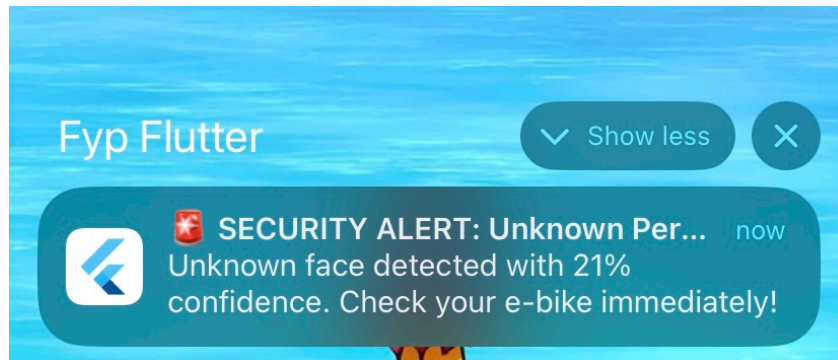 Fyp Flutter
Show less
🚨 SECURITY ALERT: Unknown Per... now
Unknown face detected with 21%
confidence. Check your e-bike immediately!